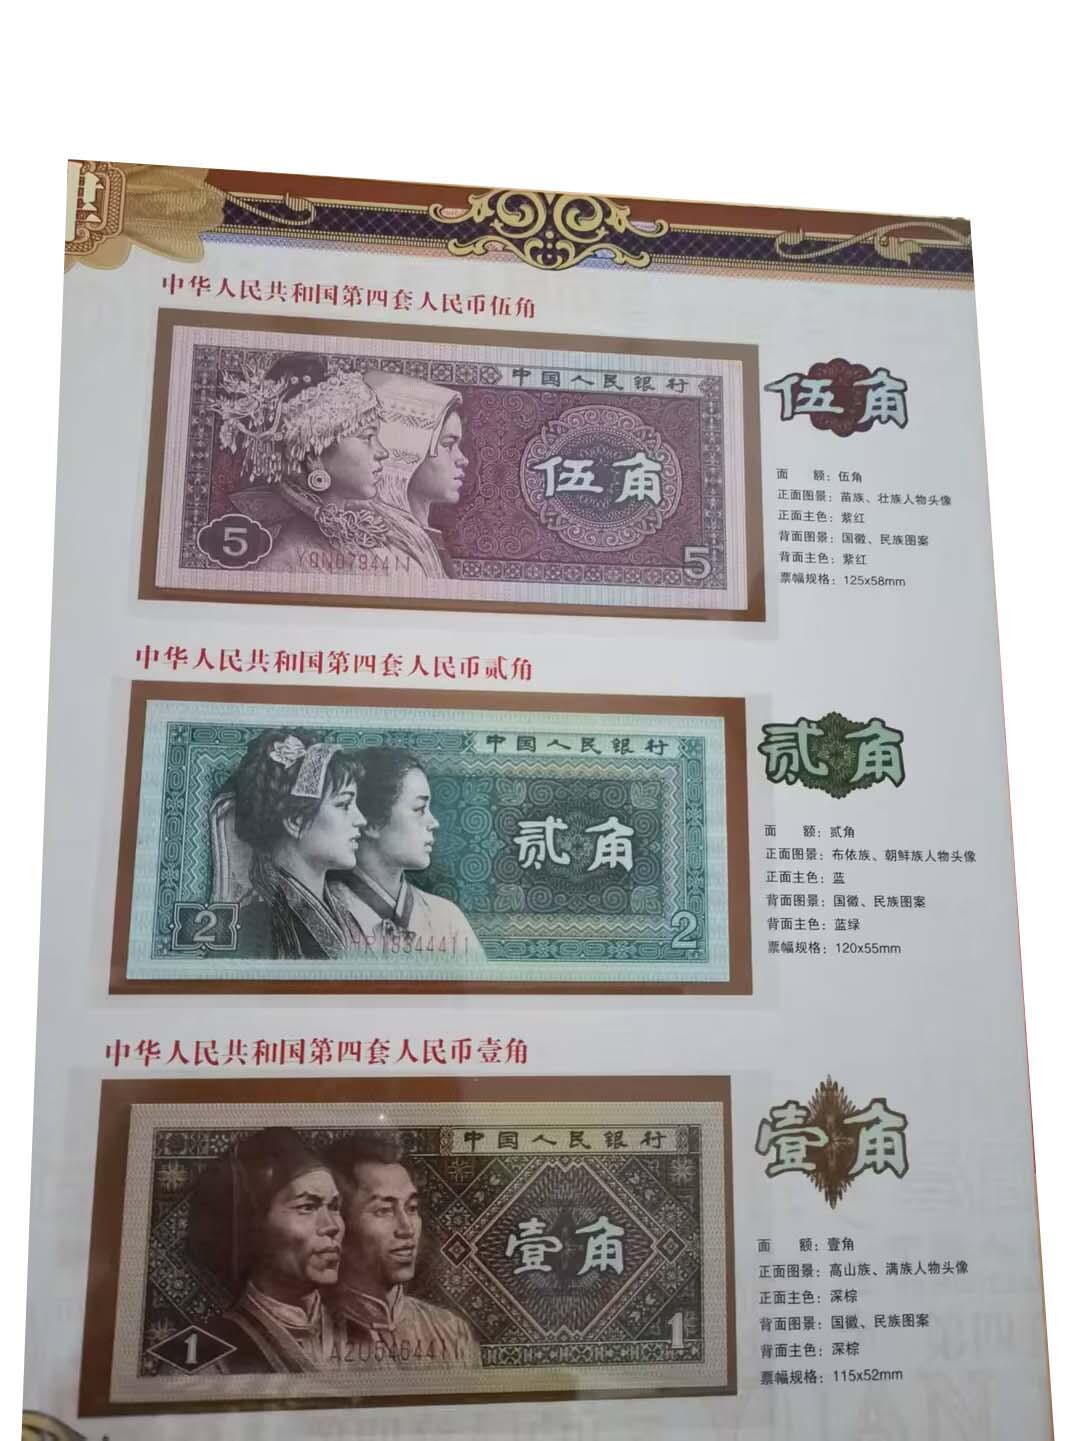 中华人民共和国第四套人民币伍角
中国人民银行
伍角
5
5
伍角
面 额：伍角
正面图景：苗族、壮族人物头像
正面主色：紫红
背面图景：国徽、民族图案
背面主色：紫红
票幅规格：125x58mm
中华人民共和国第四套人民币贰角
中国人民银行
贰角
2
2
贰角
面 额：贰角
正面图景：布依族、朝鲜族人物头像
正面主色：蓝
背面图景：国徽、民族图案
背面主色：蓝绿
票幅规格：120x55mm
中华人民共和国第四套人民币壹角
中国人民银行
壹角
1
1
壹角
面 额：壹角
正面图景：高山族、满族人物头像
正面主色：深棕
背面图景：国徽、民族图案
背面主色：深棕
票幅规格：115x52mm